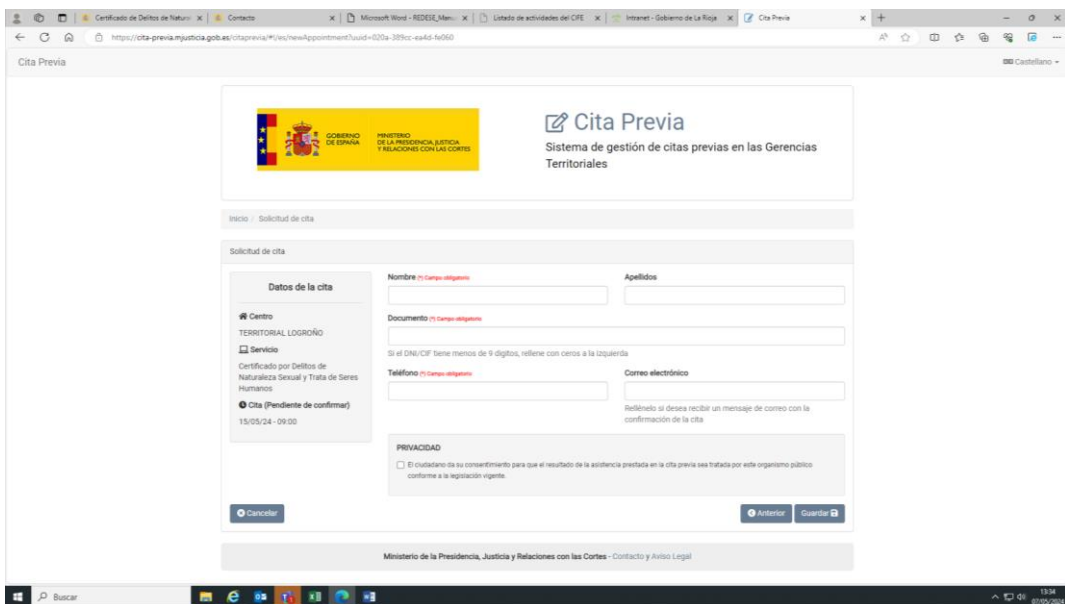 Certificado de Delitos de Natura
Contacto
Microsoft Word - REDESE_Manu
Listado de actividades del CIFE
Intranet - Gobierno de La Rioja
Cita Previa
https://cita-previa.mjusticia.gob.es/citaprevia/#!/es/newAppointment?uuid=020a-389cc-ea4d-fe060
Cita Previa
Castellano
GOBIERNO
DE ESPAÑA
MINISTERIO
DE LA PRESIDENCIA, JUSTICIA
Y RELACIONES CON LAS CORTES
Cita Previa
Sistema de gestión de citas previas en las Gerencias
Territoriales
Inicio / Solicitud de cita
Solicitud de cita
Datos de la cita
Centro
TERRITORIAL LOGROÑO
Servicio
Certificado por Delitos de
Naturaleza Sexual y Trata de Seres
Humanos
Cita (Pendiente de confirmar)
15/05/24 - 09:00
Nombre (*) Campo obligatorio
Apellidos
Documento (*) Campo obligatorio
Si el DNI/CIF tiene menos de 9 dígitos, rellene con ceros a la izquierda
Teléfono (*) Campo obligatorio
Correo electrónico
Rellénelo si desea recibir un mensaje de correo con la
confirmación de la cita
PRIVACIDAD
El ciudadano da su consentimiento para que el resultado de la asistencia prestada en la cita previa sea tratada por este organismo público
conforme a la legislación vigente.
Cancelar
Anterior
Guardar
Ministerio de la Presidencia, Justicia y Relaciones con las Cortes - Contacto y Aviso Legal
Buscar
13:34
07/05/2024